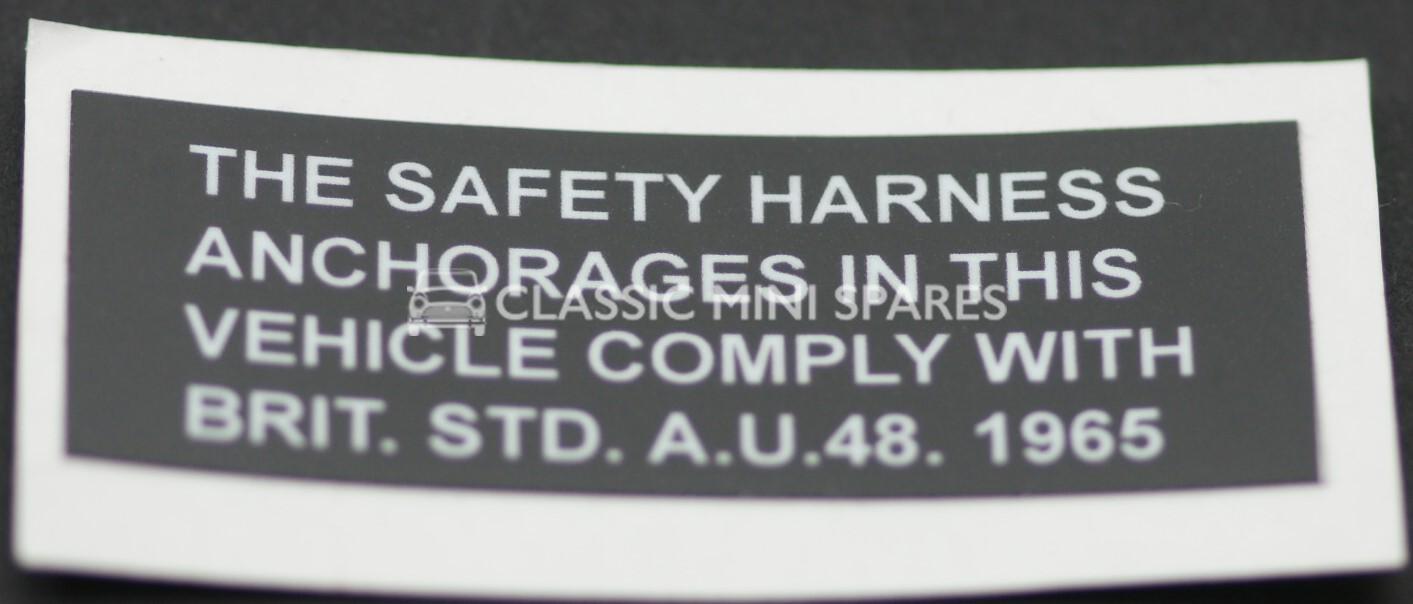 THE SAFETY HARNESS
ANCHORAGES IN THIS
CLASSIC MINI SPARES
VEHICLE COMPLY WITH
BRIT. STD. A.U.48. 1965